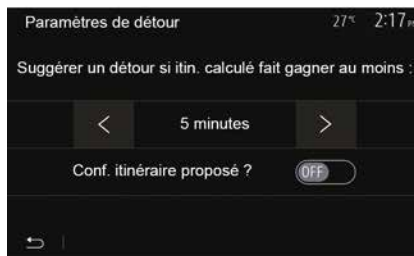 Paramètres de détour 27°C 2:17
Suggérer un détour si itin. calculé fait gagner au moins :
< 5 minutes >
Conf. itinéraire proposé ? OFF